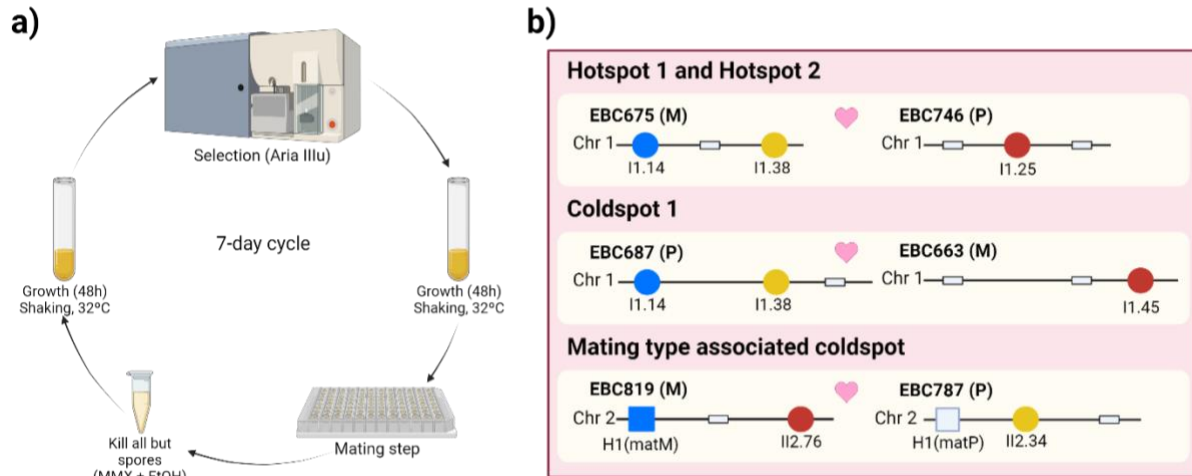 a)
Selection (Aria IIIu)
7-day cycle
Growth (48h)
Shaking, 32ºC
Growth (48h)
Shaking, 32ºC
Mating step
Kill all but
spores
(MMX + EtOH)
b)
Hotspot 1 and Hotspot 2
EBC675 (M)
EBC746 (P)
Chr 1
Chr 1
I1.14
I1.38
I1.25
Coldspot 1
EBC687 (P)
EBC663 (M)
Chr 1
Chr 1
I1.14
I1.38
I1.45
Mating type associated coldspot
EBC819 (M)
EBC787 (P)
Chr 2
Chr 2
H1(matM)
II2.76
H1(matP)
II2.34